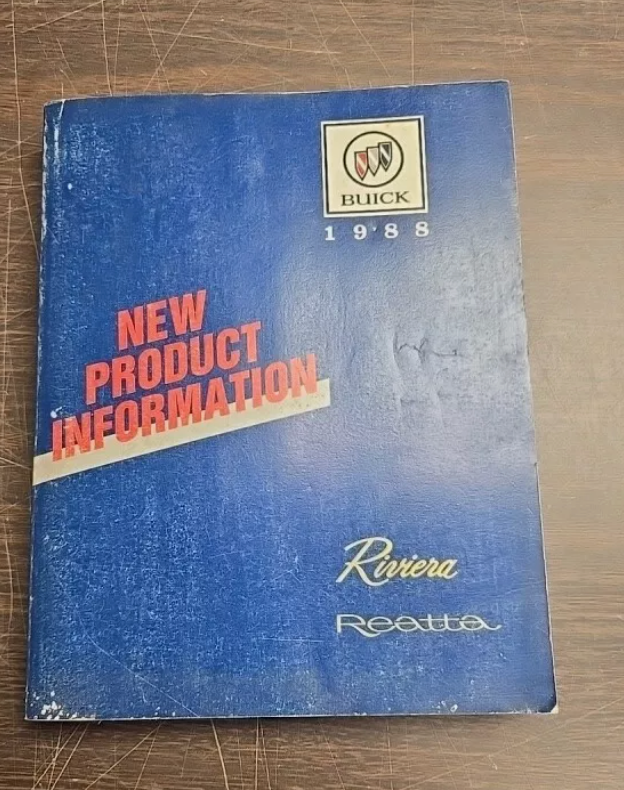 BUICK
1988
NEW
PRODUCT
INFORMATION
Riviera
Reatta